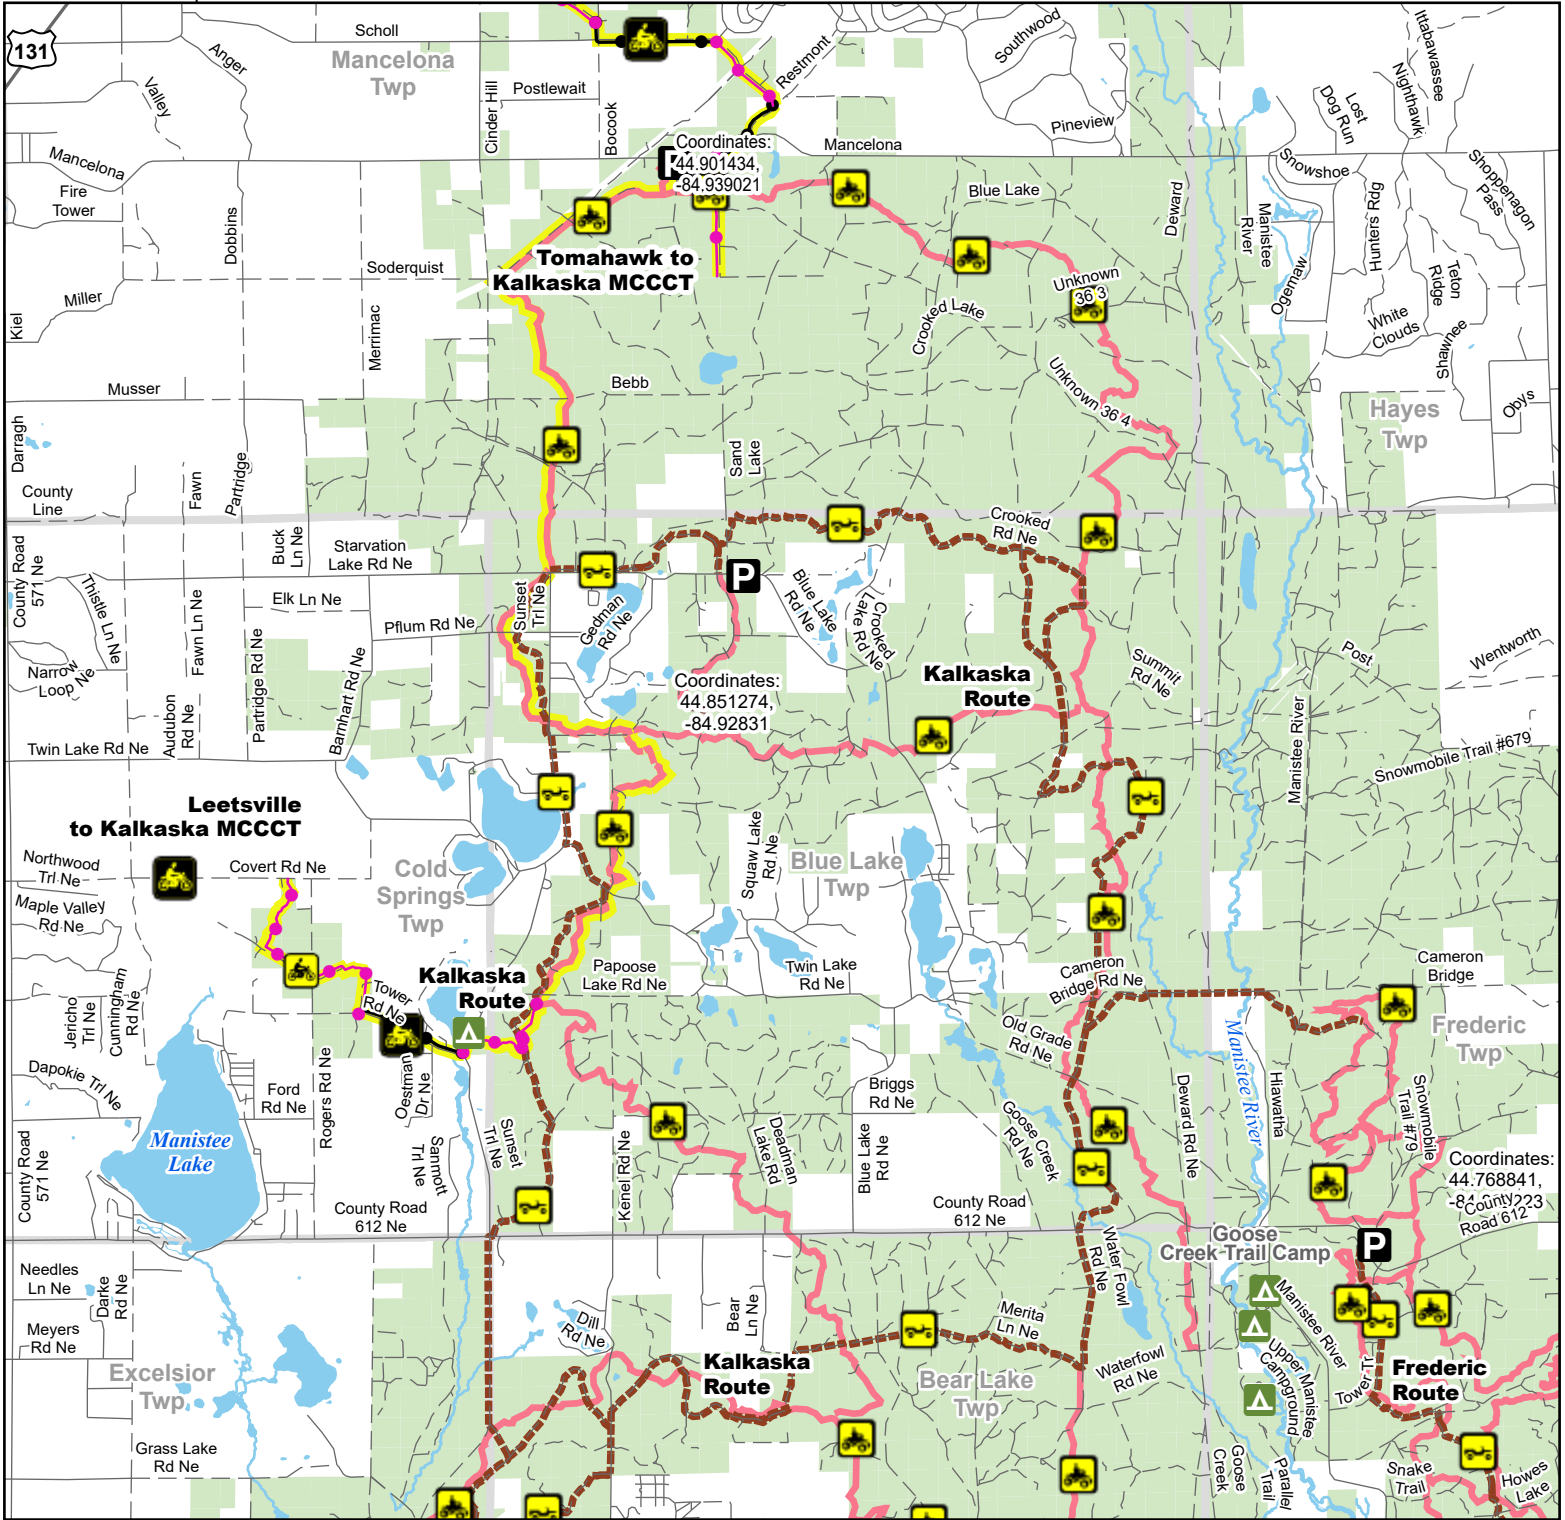 131
Scholl
Anger
Valley
Mancelona
Twp
Cinder Hill
Postlewait
Bocook
Restmont
Southwood
Pineview
Ittabawassee
Nighthawk
Lost
Dog Run
Mancelona
Fire
Tower
Dobbins
Coordinates:
44.901434,
-84.939021
Mancelona
Blue Lake
Deward
Manistee
River
Snowshoe
Hunters Rdg
Shoppenagon
Pass
Soderquist
Miller
Kiel
Merrimac
Tomahawk to
Kalkaska MCCCT
Unknown
36 3
Crooked Lake
Ogemaw
Teton
Ridge
White
Clouds
Shawnee
Musser
Bebb
Unknown 36 4
Hayes
Twp
Obys
Darragh
County
Line
Fawn
Partridge
Sand
Lake
County Road
571 Ne
Buck
Ln Ne
Starvation
Lake Rd Ne
Crooked
Rd Ne
Thistle Ln Ne
Fawn Ln Ne
Elk Ln Ne
Pflum Rd Ne
Sunset
Trl Ne
Gedman
Rd Ne
P
Blue Lake
Rd Ne
Crooked
Lake Rd Ne
Narrow
Loop Ne
Audubon
Rd Ne
Partridge Rd Ne
Barnhart Rd Ne
Coordinates:
44.851274,
-84.92831
Kalkaska
Route
Summit
Rd Ne
Post
Wentworth
Twin Lake Rd Ne
Manistee River
Snowmobile Trail #679
Leetsville
to Kalkaska MCCCT
Northwood
Trl Ne
Covert Rd Ne
Cold
Springs
Twp
Squaw Lake
Rd Ne
Blue Lake
Twp
Maple Valley
Rd Ne
Jericho
Trl Ne
Cunningham
Rd Ne
Tower
Rd Ne
Kalkaska
Route
Papoose
Lake Rd Ne
Twin Lake
Rd Ne
Cameron
Bridge Rd Ne
Cameron
Bridge
Old Grade
Rd Ne
Manistee River
Frederic
Twp
Dapokie Trl Ne
Ford
Rd Ne
Rogers Rd Ne
Oestman
Dr Ne
Briggs
Rd Ne
Goose Creek
Rd Ne
Deward Rd Ne
Hiawatha
Snowmobile
Trail #79
Manistee
Lake
County Road
571 Ne
Sammott
Trl Ne
Sunset
Trl Ne
Kenel Rd Ne
Deadman
Lake Rd
Blue Lake
Rd Ne
Coordinates:
44.768841,
County
Road 612
County Road
612 Ne
County Road
612 Ne
Goose
Creek Trail Camp
P
Needles
Ln Ne
Darke
Rd Ne
Meyers
Rd Ne
Dill
Rd Ne
Bear
Ln Ne
Merita
Ln Ne
Water Fowl
Rd Ne
Manistee River
Upper Manistee
Campground
Tower Tr
Excelsior
Twp
Kalkaska
Route
Bear Lake
Twp
Waterfowl
Rd Ne
Frederic
Route
Grass Lake
Rd Ne
Goose
Creek
Parallel
Trail
Snake
Trail
Howes
Lake